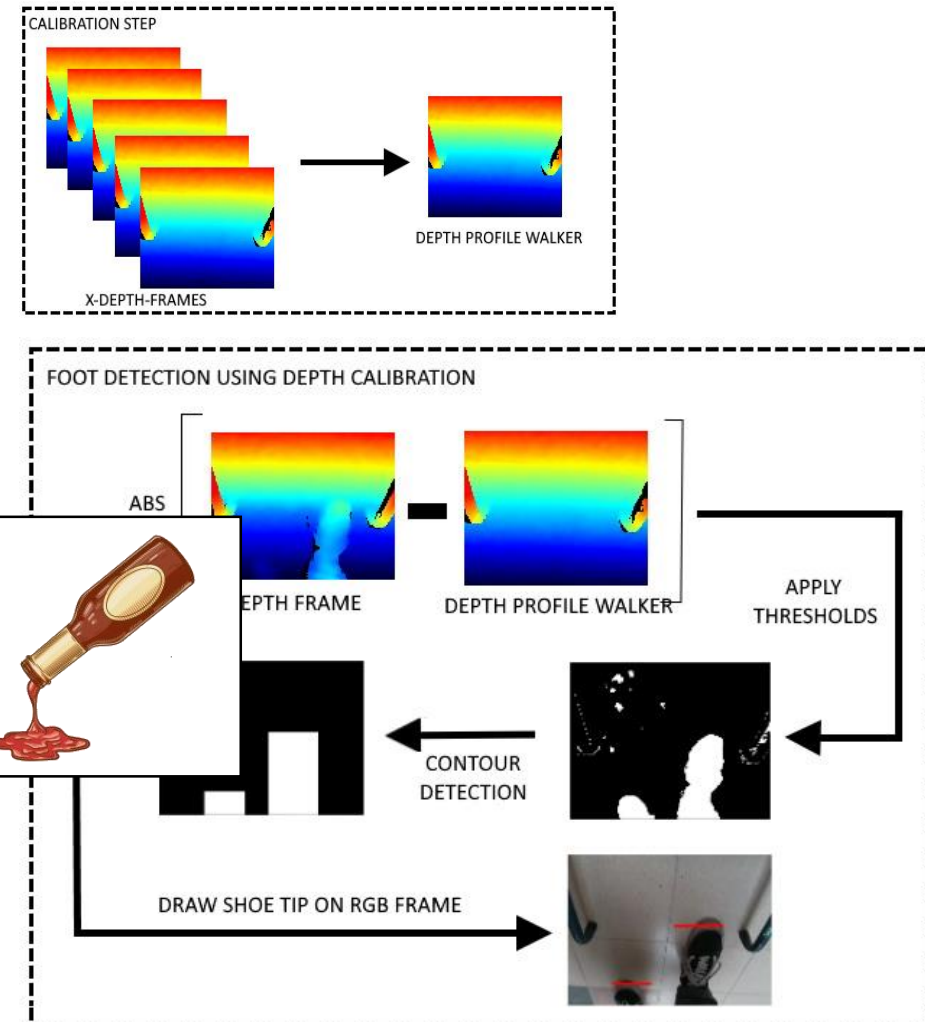 CALIBRATION STEP
DEPTH PROFILE WALKER
X-DEPTH-FRAMES
FOOT DETECTION USING DEPTH CALIBRATION
ABS
FRAME
DEPTH PROFILE WALKER
APPLY
THRESHOLDS
CONTOUR
DETECTION
DRAW SHOE TIP ON RGB FRAME